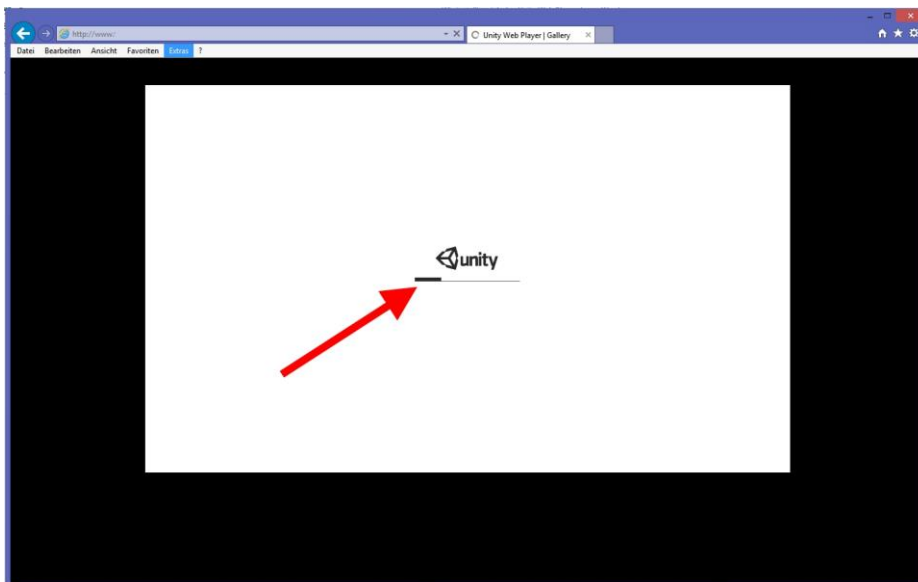 http://www.
Unity Web Player | Gallery
Datei Bearbeiten Ansicht Favoriten Extras ?
unity